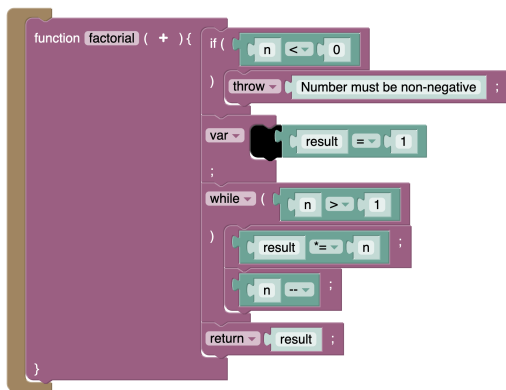 function factorial ( + ) {
if ( n < 0
) throw Number must be non-negative ;
var result = 1
;
while ( n > 1
) result *= n ;
n -- ;
return result ;
}